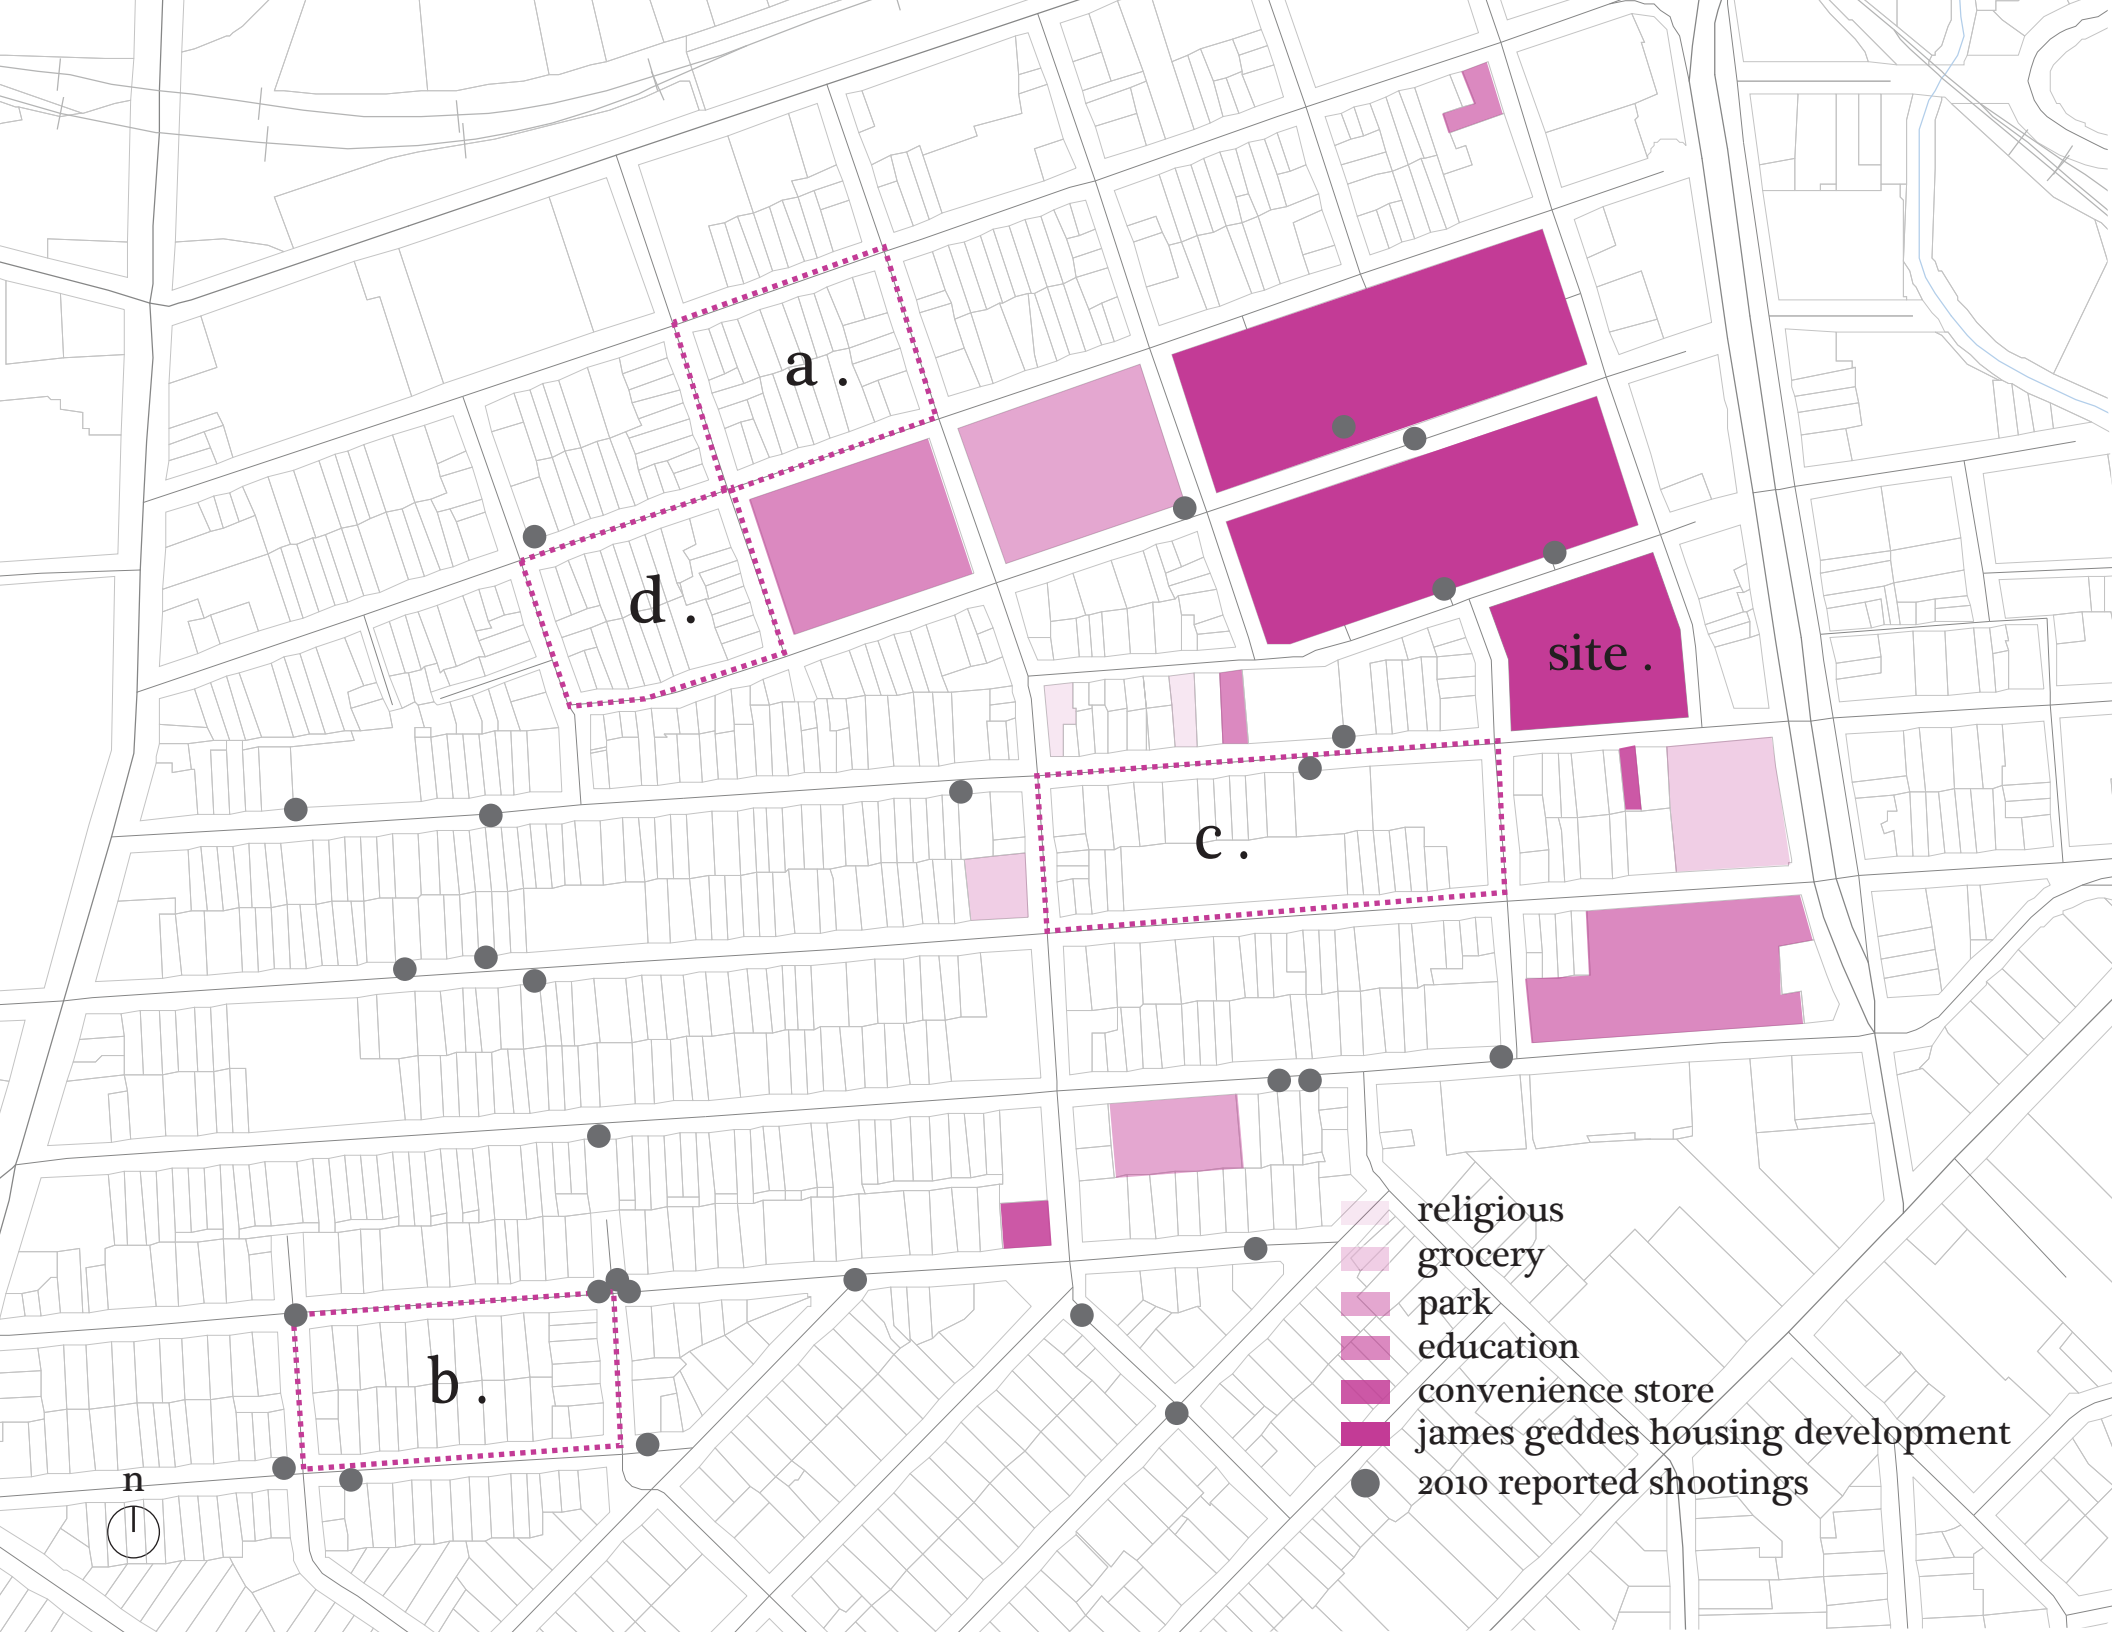 a .
d .
site .
c .
religious
grocery
park
education
convenience store
james geddes housing development
2010 reported shootings
b .
n